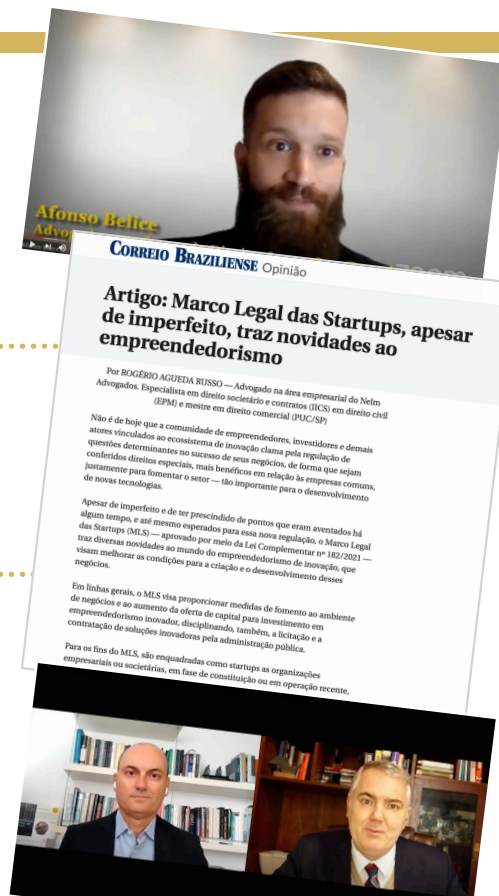 Afonso Belice
zoom
CORREIO BRAZILIENSE Opinião
Artigo: Marco Legal das Startups, apesar
de imperfeito, traz novidades ao
empreendedorismo
Por ROGÉRIO AGUEDA RUSSO — Advogado na área empresarial do Nelm
Advogados. Especialista em direito societário e contratos (IICS) em direito civil
(EPM) e mestre em direito comercial (PUC/SP)
Não é de hoje que a comunidade de empreendedores, investidores e demais
atores vinculados ao ecossistema de inovação clama pela regulação de
questões determinantes no sucesso de seus negócios, de forma que sejam
conferidos direitos especiais, mais benéficos em relação às empresas comuns,
justamente para fomentar o setor — tão importante para o desenvolvimento
de novas tecnologias.
Apesar de imperfeito e de ter prescindido de pontos que eram aventados há
algum tempo, e até mesmo esperados para essa nova regulação, o Marco Legal
das Startups (MLS) — aprovado por meio da Lei Complementar nº 182/2021 —
traz diversas novidades ao mundo do empreendedorismo de inovação, que
visam melhorar as condições para a criação e o desenvolvimento desses
negócios.
Em linhas gerais, o MLS visa proporcionar medidas de fomento ao ambiente
de negócios e ao aumento da oferta de capital para investimento em
empreendedorismo inovador, disciplinando, também, a licitação e a
contratação de soluções inovadoras pela administração pública.
Para os fins do MLS, são enquadradas como startups as organizações
empresariais ou societárias, em fase de constituição ou em operação recente,